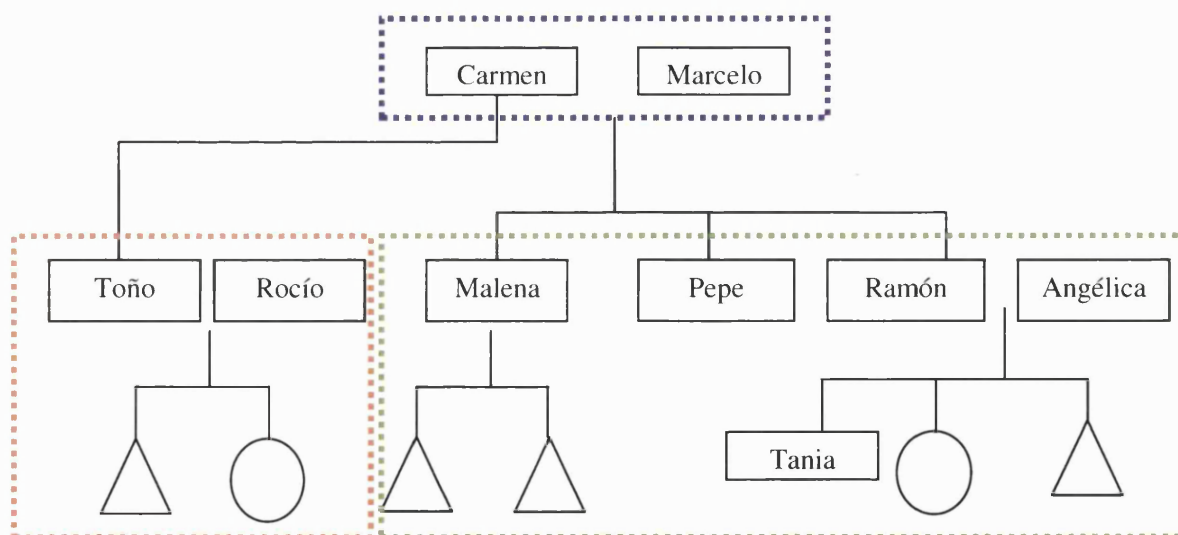 Carmen
Marcelo
Toño
Rocío
Malena
Pepe
Ramón
Angélica
Tania